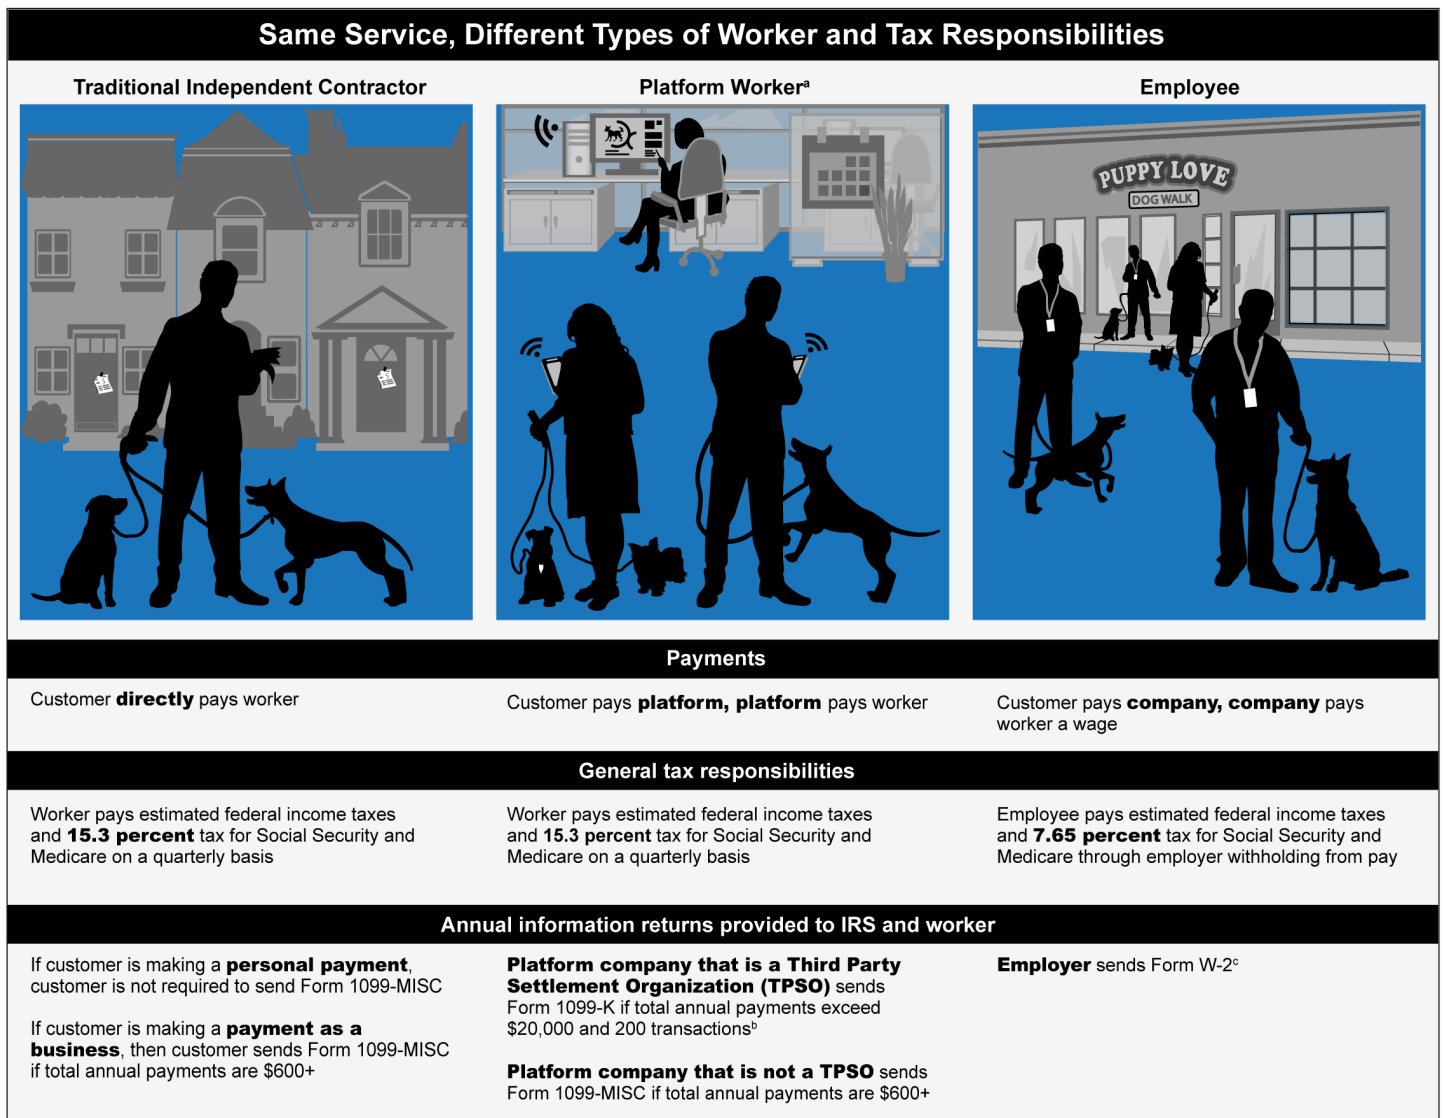 Same Service, Different Types of Worker and Tax Responsibilities
Traditional Independent Contractor
Platform Workerᵃ
Employee
PUPPY LOVE
DOG WALK
Payments
Customer directly pays worker
Customer pays platform, platform pays worker
Customer pays company, company pays
worker a wage
General tax responsibilities
Worker pays estimated federal income taxes
and 15.3 percent tax for Social Security and
Medicare on a quarterly basis
Worker pays estimated federal income taxes
and 15.3 percent tax for Social Security and
Medicare on a quarterly basis
Employee pays estimated federal income taxes
and 7.65 percent tax for Social Security and
Medicare through employer withholding from pay
Annual information returns provided to IRS and worker
If customer is making a personal payment,
customer is not required to send Form 1099-MISC
If customer is making a payment as a
business, then customer sends Form 1099-MISC
if total annual payments are $600+
Platform company that is a Third Party
Settlement Organization (TPSO) sends
Form 1099-K if total annual payments exceed
$20,000 and 200 transactionsᵇ
Platform company that is not a TPSO sends
Form 1099-MISC if total annual payments are $600+
Employer sends Form W-2ᶜ